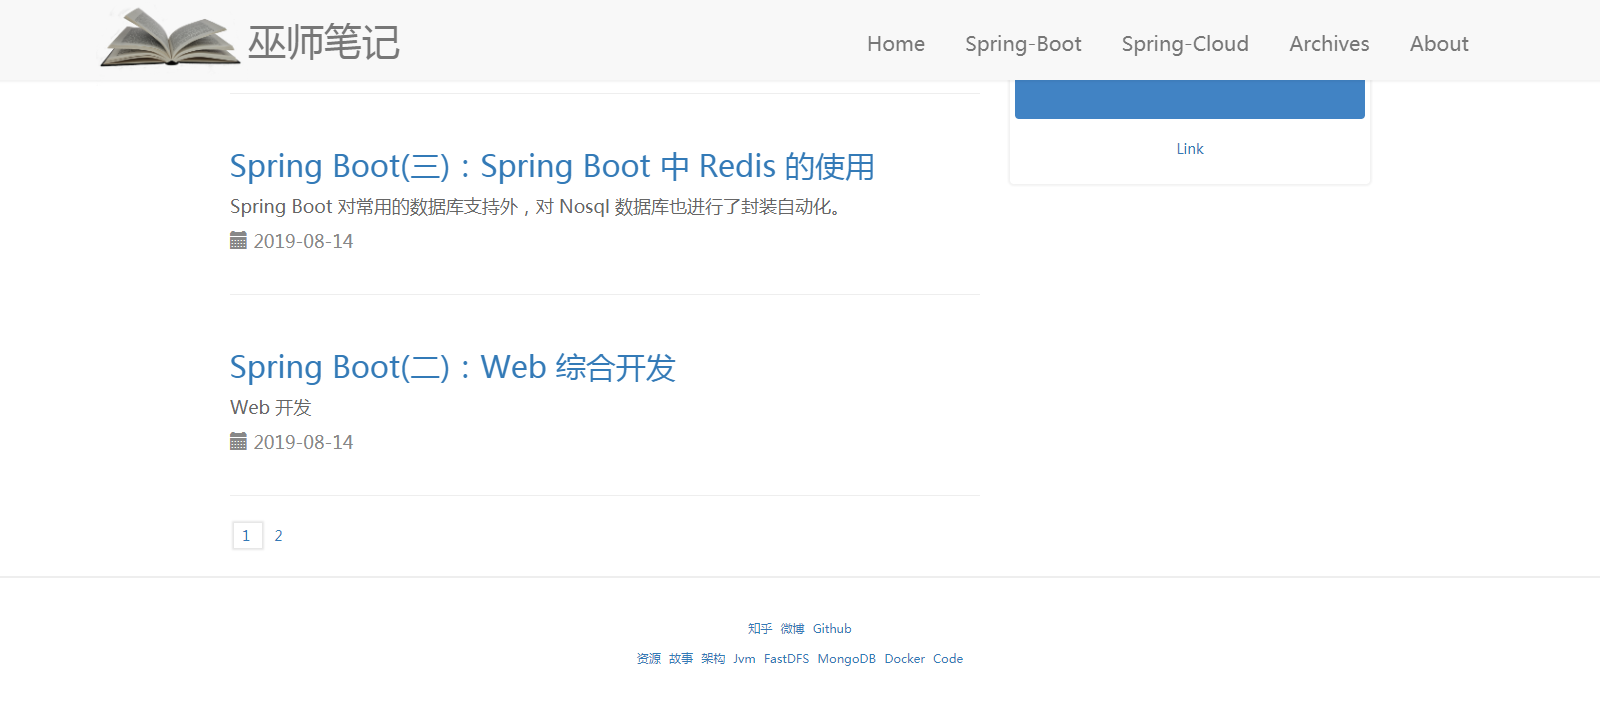 巫师笔记
Home Spring-Boot Spring-Cloud Archives About
Spring Boot(三)：Spring Boot 中 Redis 的使用
Spring Boot 对常用的数据库支持外，对 Nosql 数据库也进行了封装自动化。
2019-08-14
Link
Spring Boot(二)：Web 综合开发
Web 开发
2019-08-14
1 2
知乎 微博 Github
资源 故事 架构 Jvm FastDFS MongoDB Docker Code